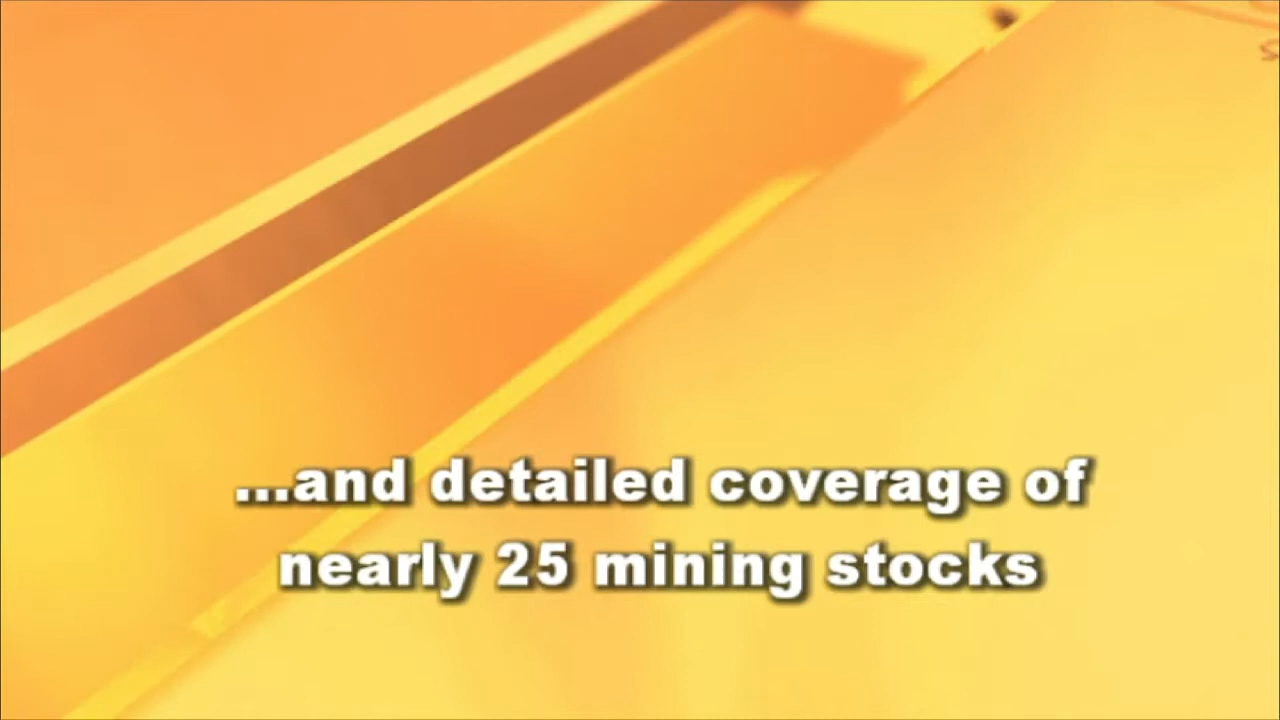 ...and detailed coverage of
nearly 25 mining stocks